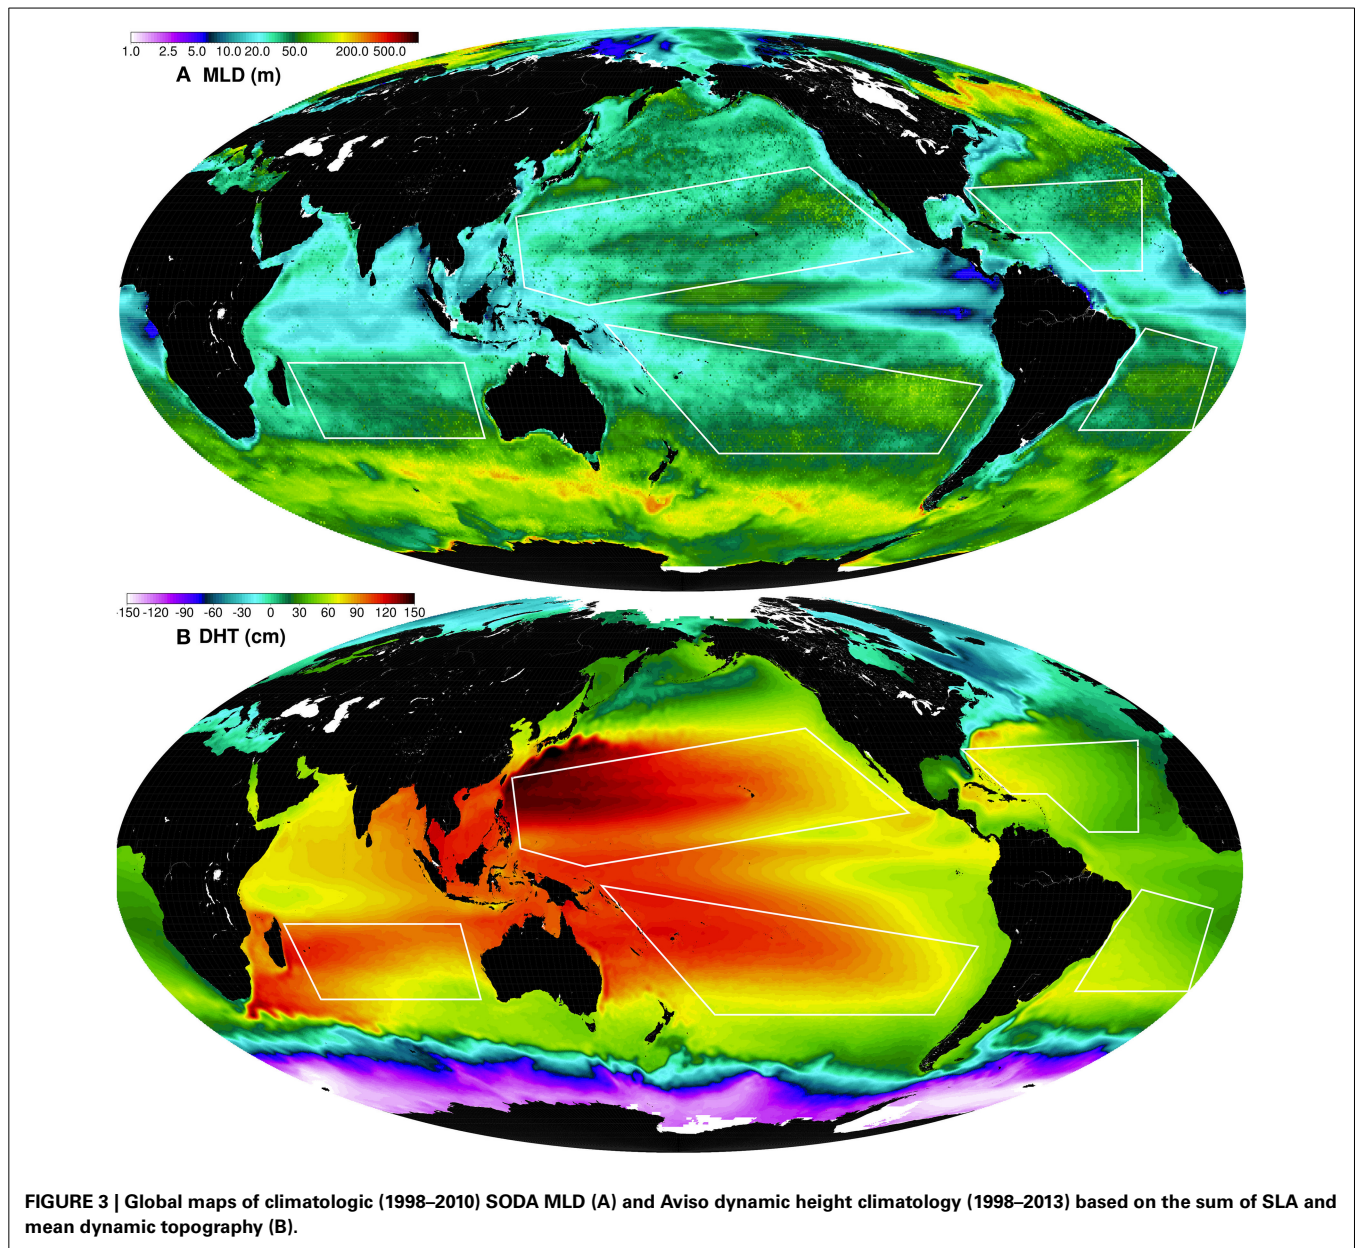 1.0 2.5 5.0 10.0 20.0 50.0 200.0 500.0
A MLD (m)
-150 -120 -90 -60 -30 0 30 60 90 120 150
B DHT (cm)
FIGURE 3 | Global maps of climatologic (1998–2010) SODA MLD (A) and Aviso dynamic height climatology (1998–2013) based on the sum of SLA and
mean dynamic topography (B).